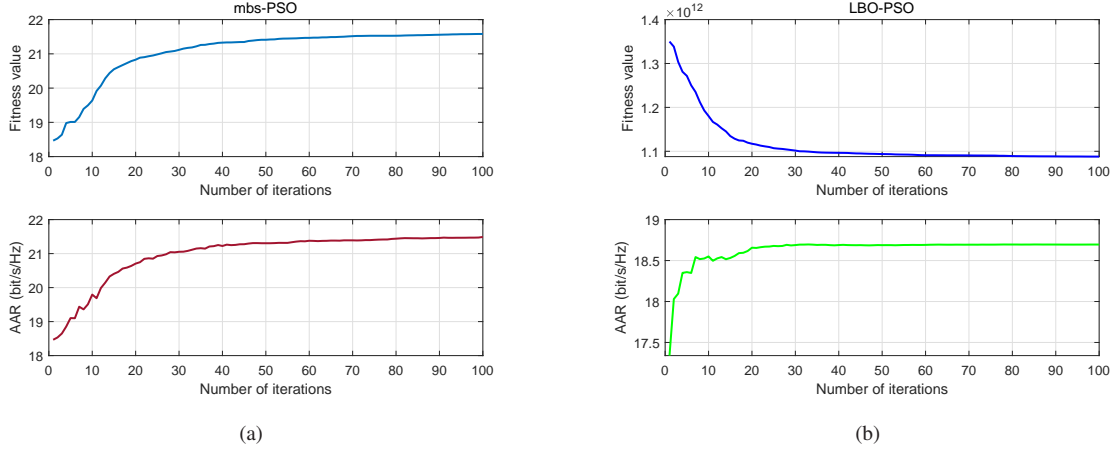 mbs-PSO
22
21
20
19
18
Fitness value
0 10 20 30 40 50 60 70 80 90 100
Number of iterations
22
21
20
19
18
AAR (bit/s/Hz)
0 10 20 30 40 50 60 70 80 90 100
Number of iterations
(a)
×10^12
LBO-PSO
1.4
1.3
1.2
1.1
Fitness value
0 10 20 30 40 50 60 70 80 90 100
Number of iterations
19
18.5
18
17.5
AAR (bit/s/Hz)
0 10 20 30 40 50 60 70 80 90 100
Number of iterations
(b)